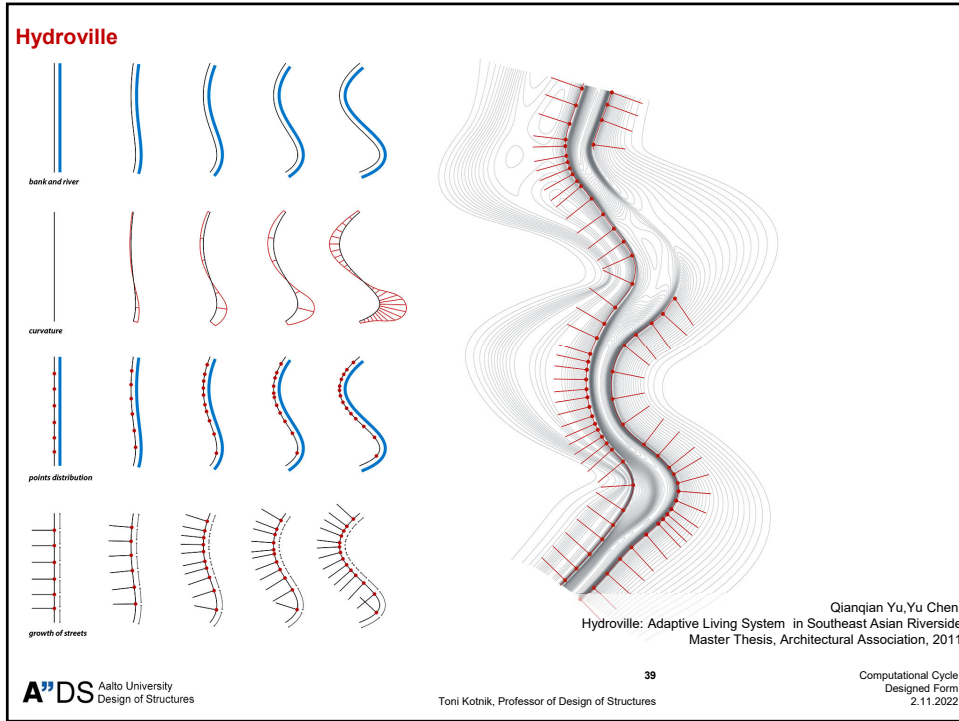 Hydroville
bank and river
curvature
points distribution
growth of streets
Qianqian Yu,Yu Chen
Hydroville: Adaptive Living System in Southeast Asian Riverside
Master Thesis, Architectural Association, 2011
A”DS Aalto University
Design of Structures
39
Toni Kotnik, Professor of Design of Structures
Computational Cycle
Designed Form
2.11.2022